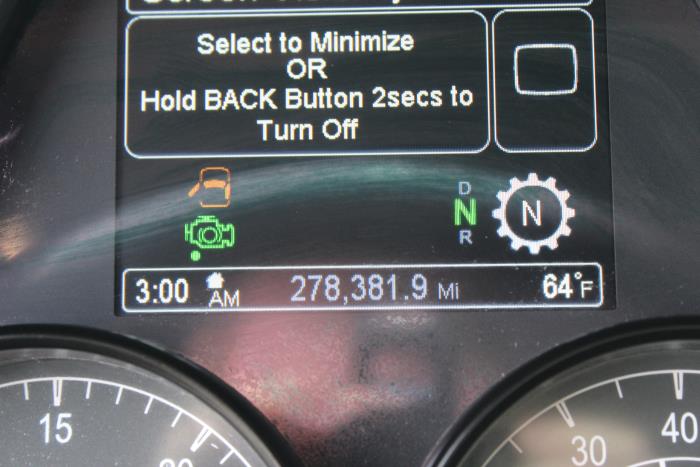 Select to Minimize
OR
Hold BACK Button 2secs to
Turn Off
D
N
R
N
3:00 AM 278,381.9 Mi 64°F
15
30
40